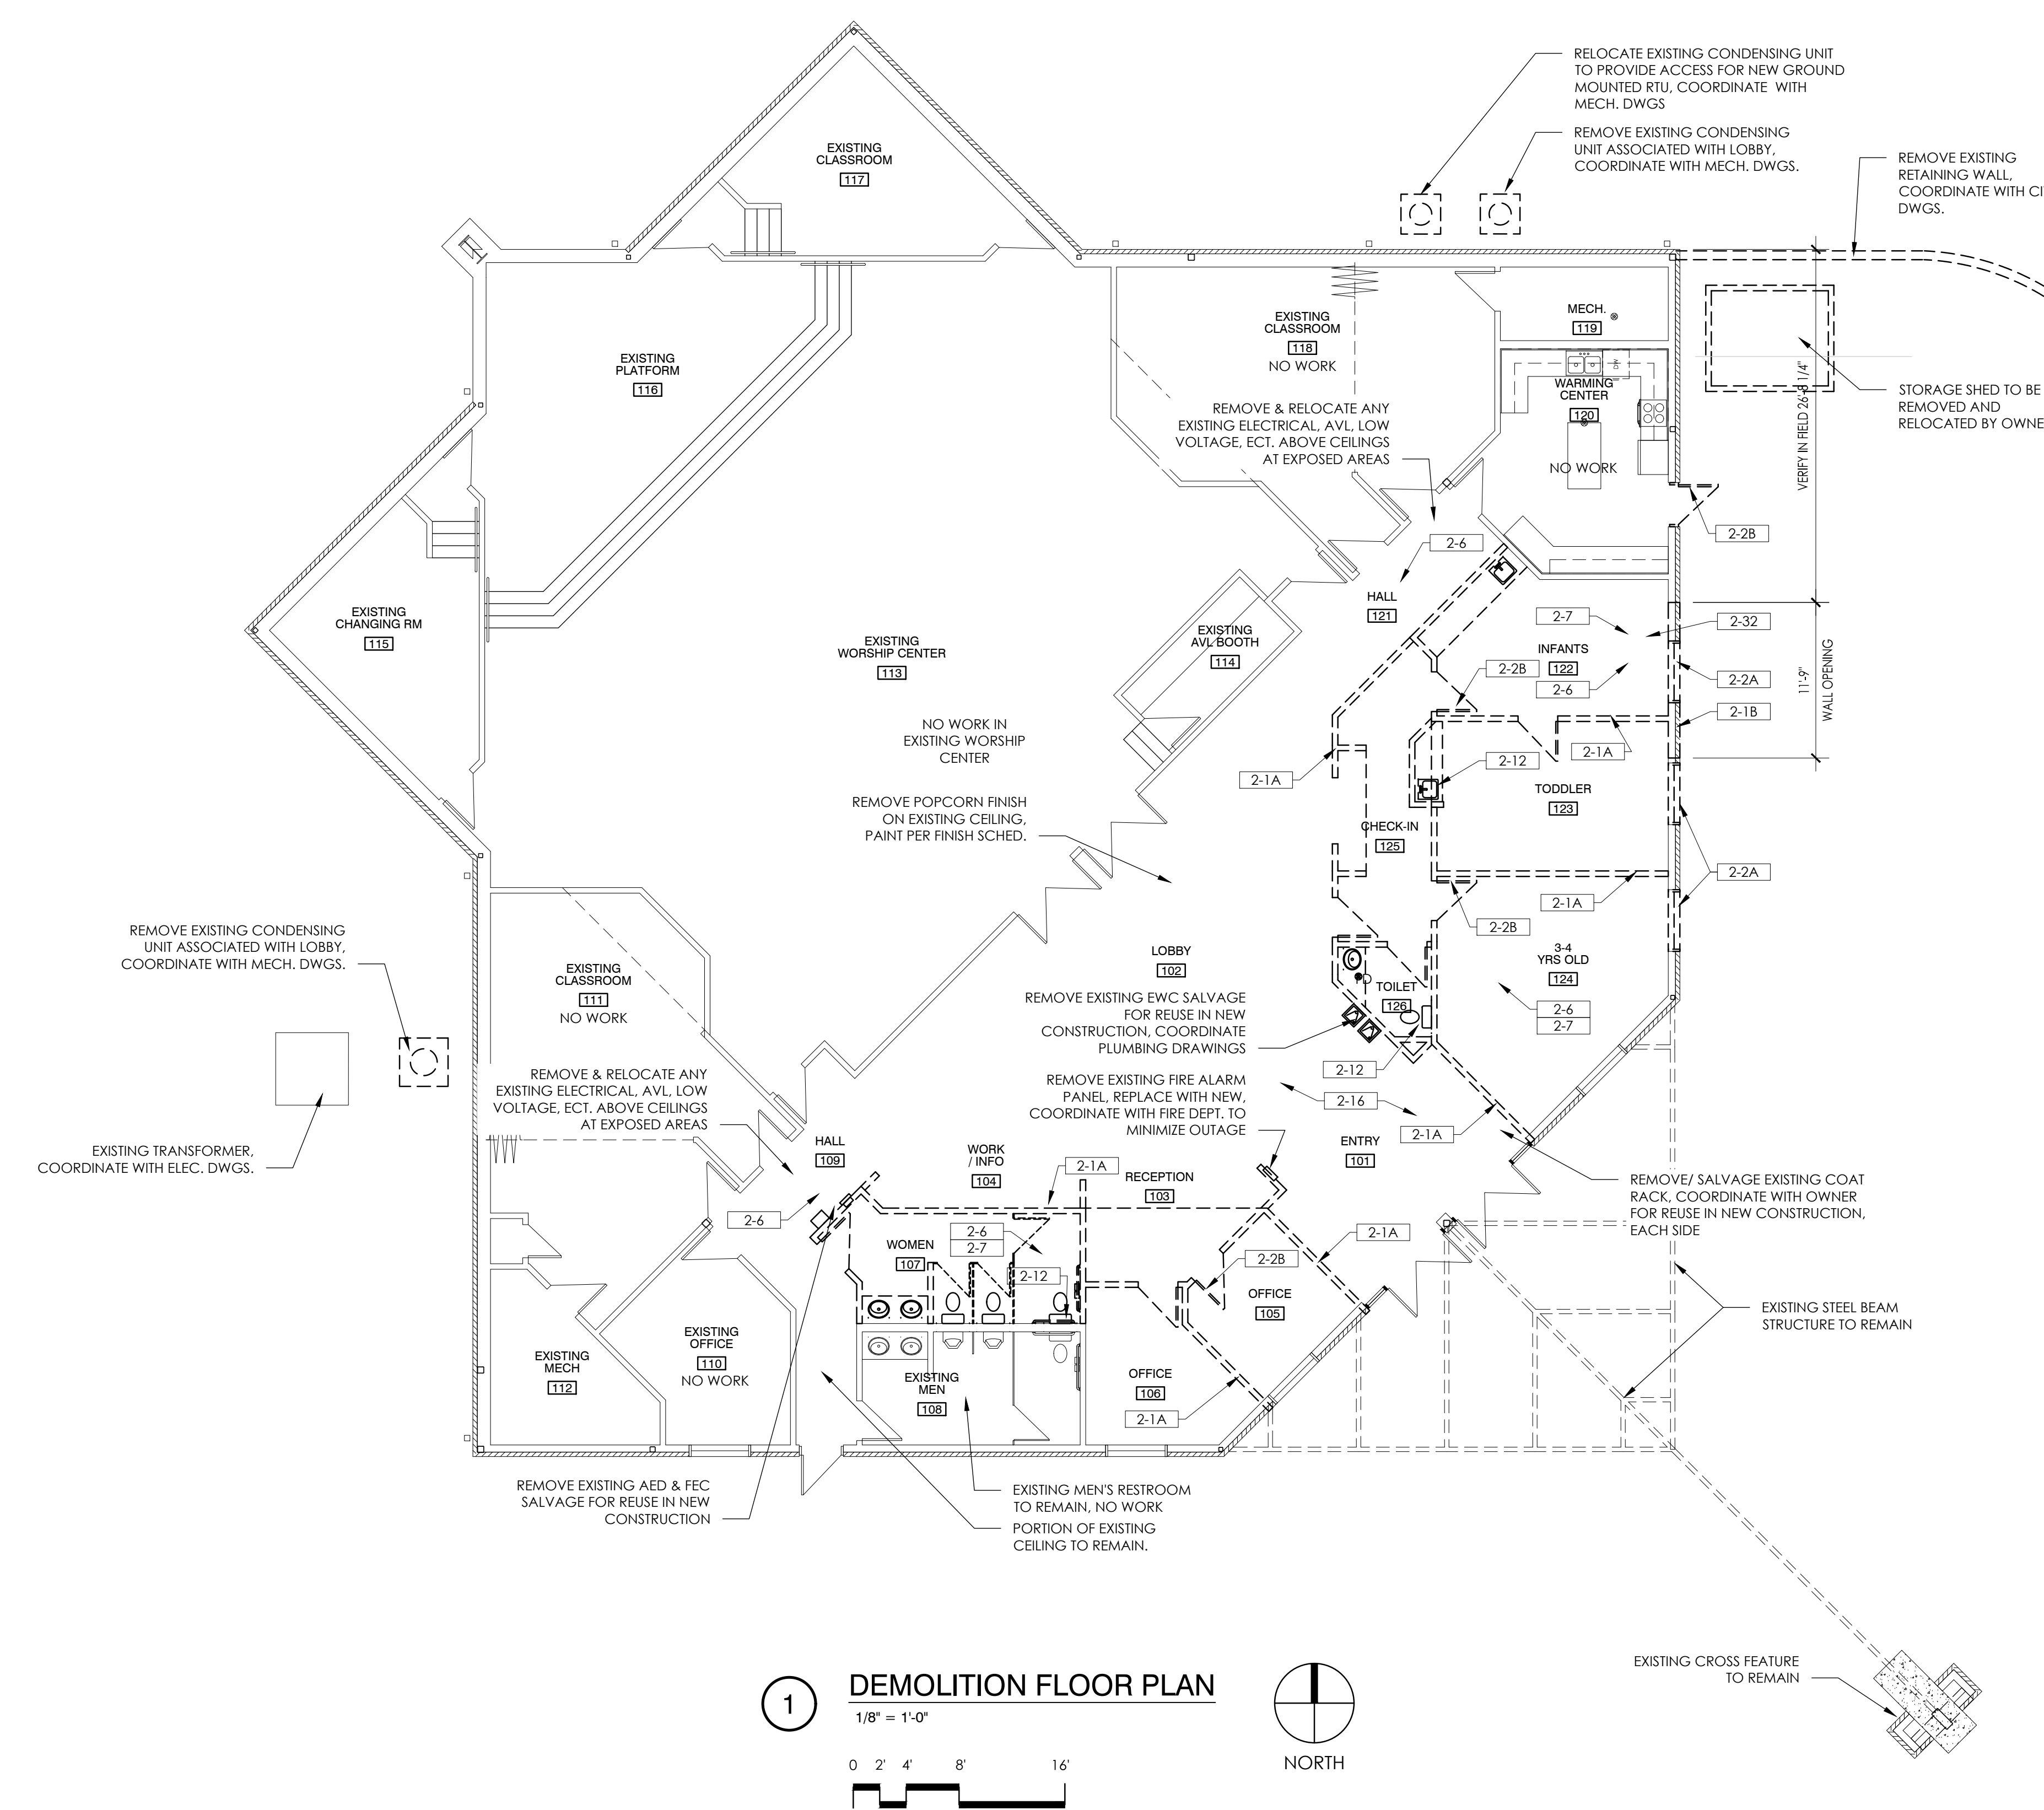 RELOCATE EXISTING CONDENSING UNIT
TO PROVIDE ACCESS FOR NEW GROUND
MOUNTED RTU, COORDINATE WITH
MECH. DWGS
REMOVE EXISTING CONDENSING
UNIT ASSOCIATED WITH LOBBY,
COORDINATE WITH MECH. DWGS.
REMOVE EXISTING
RETAINING WALL,
COORDINATE WITH CI
DWGS.
EXISTING
CLASSROOM
117
EXISTING
CLASSROOM
118
NO WORK
MECH.
119
EXISTING
PLATFORM
116
DW
WARMING
CENTER
120
NO WORK
VERIFY IN FIELD 26'-8 1/4"
STORAGE SHED TO BE
REMOVED AND
RELOCATED BY OWNE
REMOVE & RELOCATE ANY
EXISTING ELECTRICAL, AVL, LOW
VOLTAGE, ECT. ABOVE CEILINGS
AT EXPOSED AREAS
2-2B
2-6
HALL
121
EXISTING
CHANGING RM
115
EXISTING
WORSHIP CENTER
113
EXISTING
AVL BOOTH
114
2-7
2-32
INFANTS
122
2-2B
2-6
2-2A
2-1B
11'-9"
WALL OPENING
NO WORK IN
EXISTING WORSHIP
CENTER
2-1A
2-12
2-1A
TODDLER
123
REMOVE POPCORN FINISH
ON EXISTING CEILING,
PAINT PER FINISH SCHED.
CHECK-IN
125
2-2A
2-1A
2-2B
REMOVE EXISTING CONDENSING
UNIT ASSOCIATED WITH LOBBY,
COORDINATE WITH MECH. DWGS.
EXISTING
CLASSROOM
111
NO WORK
LOBBY
102
3-4
YRS OLD
124
TOILET
126
2-6
2-7
REMOVE EXISTING EWC SALVAGE
FOR REUSE IN NEW
CONSTRUCTION, COORDINATE
PLUMBING DRAWINGS
2-12
REMOVE & RELOCATE ANY
EXISTING ELECTRICAL, AVL, LOW
VOLTAGE, ECT. ABOVE CEILINGS
AT EXPOSED AREAS
REMOVE EXISTING FIRE ALARM
PANEL, REPLACE WITH NEW,
COORDINATE WITH FIRE DEPT. TO
MINIMIZE OUTAGE
2-16
2-1A
EXISTING TRANSFORMER,
COORDINATE WITH ELEC. DWGS.
HALL
109
WORK
/ INFO
104
2-1A
RECEPTION
103
ENTRY
101
REMOVE/ SALVAGE EXISTING COAT
RACK, COORDINATE WITH OWNER
FOR REUSE IN NEW CONSTRUCTION,
EACH SIDE
2-6
WOMEN
107
2-6
2-7
2-12
2-1A
2-2B
OFFICE
105
EXISTING STEEL BEAM
STRUCTURE TO REMAIN
EXISTING
MECH
112
EXISTING
OFFICE
110
NO WORK
EXISTING
MEN
108
OFFICE
106
2-1A
REMOVE EXISTING AED & FEC
SALVAGE FOR REUSE IN NEW
CONSTRUCTION
EXISTING MEN'S RESTROOM
TO REMAIN, NO WORK
PORTION OF EXISTING
CEILING TO REMAIN.
EXISTING CROSS FEATURE
TO REMAIN
1
DEMOLITION FLOOR PLAN
1/8" = 1'-0"
NORTH
0 2' 4' 8' 16'